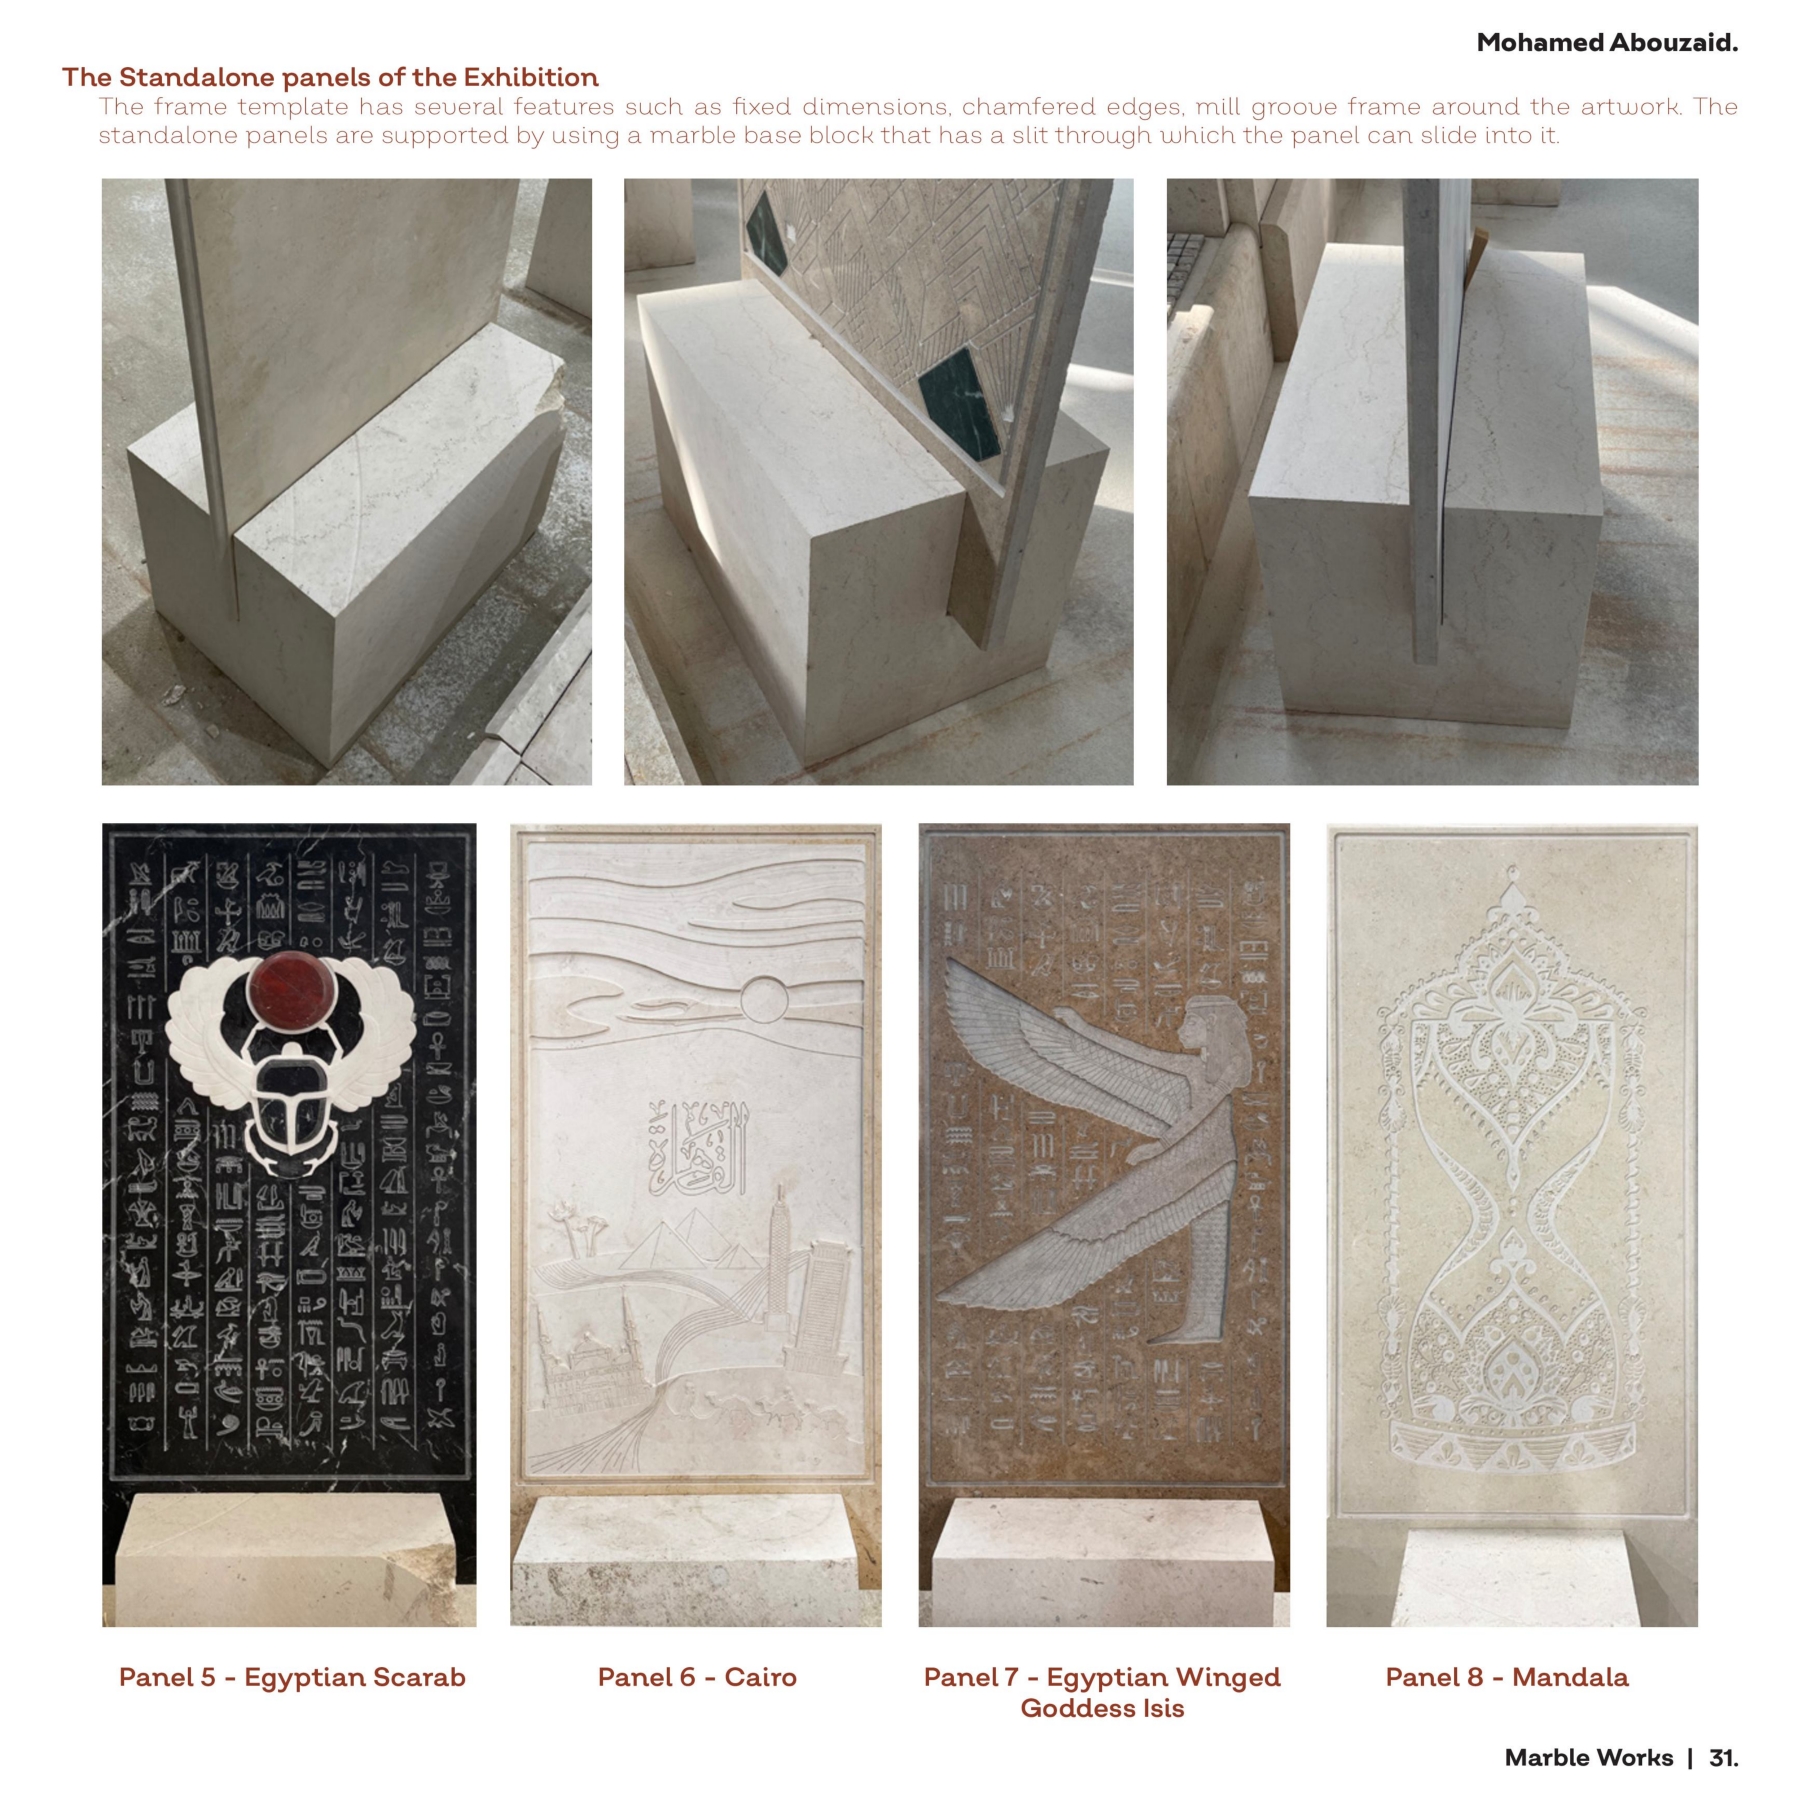 Mohamed Abouzaid.
The Standalone panels of the Exhibition
The frame template has several features such as fixed dimensions, chamfered edges, mill groove frame around the artwork. The
standalone panels are supported by using a marble base block that has a slit through which the panel can slide into it.
القاهرة
Panel 5 - Egyptian Scarab
Panel 6 - Cairo
Panel 7 - Egyptian Winged
Goddess Isis
Panel 8 - Mandala
Marble Works | 31.